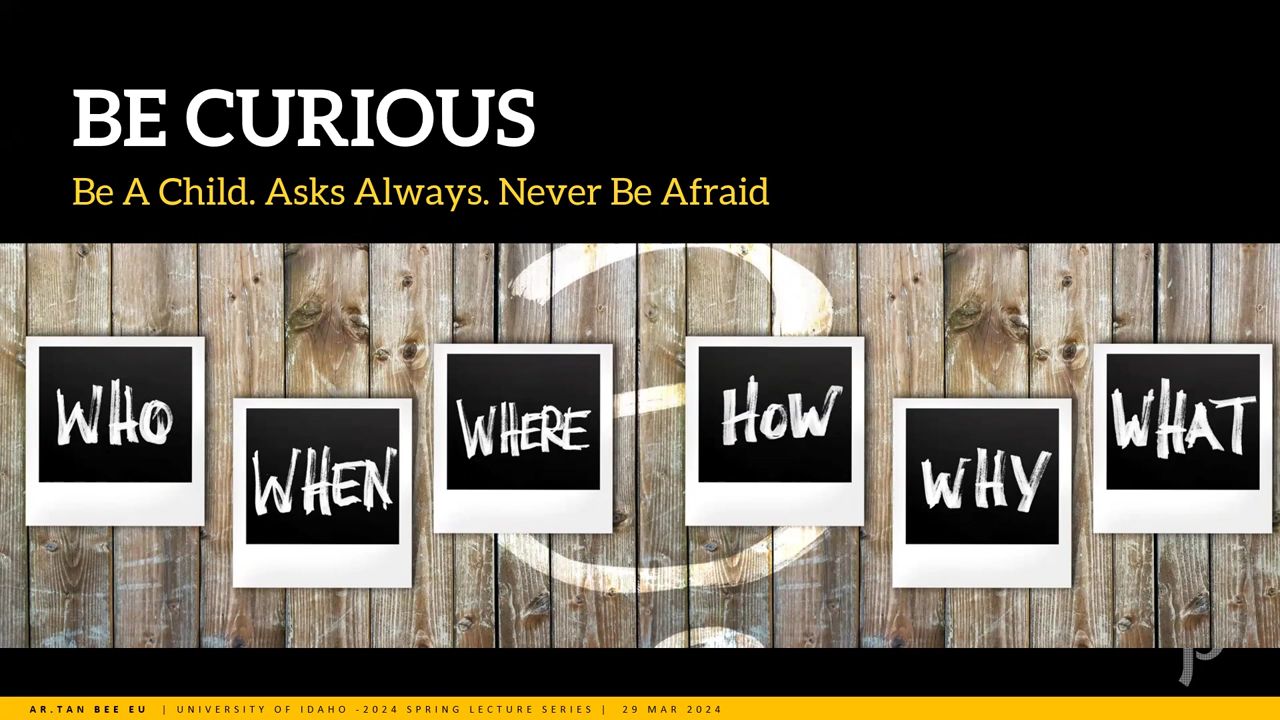 BE CURIOUS
Be A Child. Asks Always. Never Be Afraid
WHO
WHEN
WHERE
HOW
WHY
WHAT
p
AR.TAN BEE EU | UNIVERSITY OF IDAHO -2024 SPRING LECTURE SERIES | 29 MAR 2024